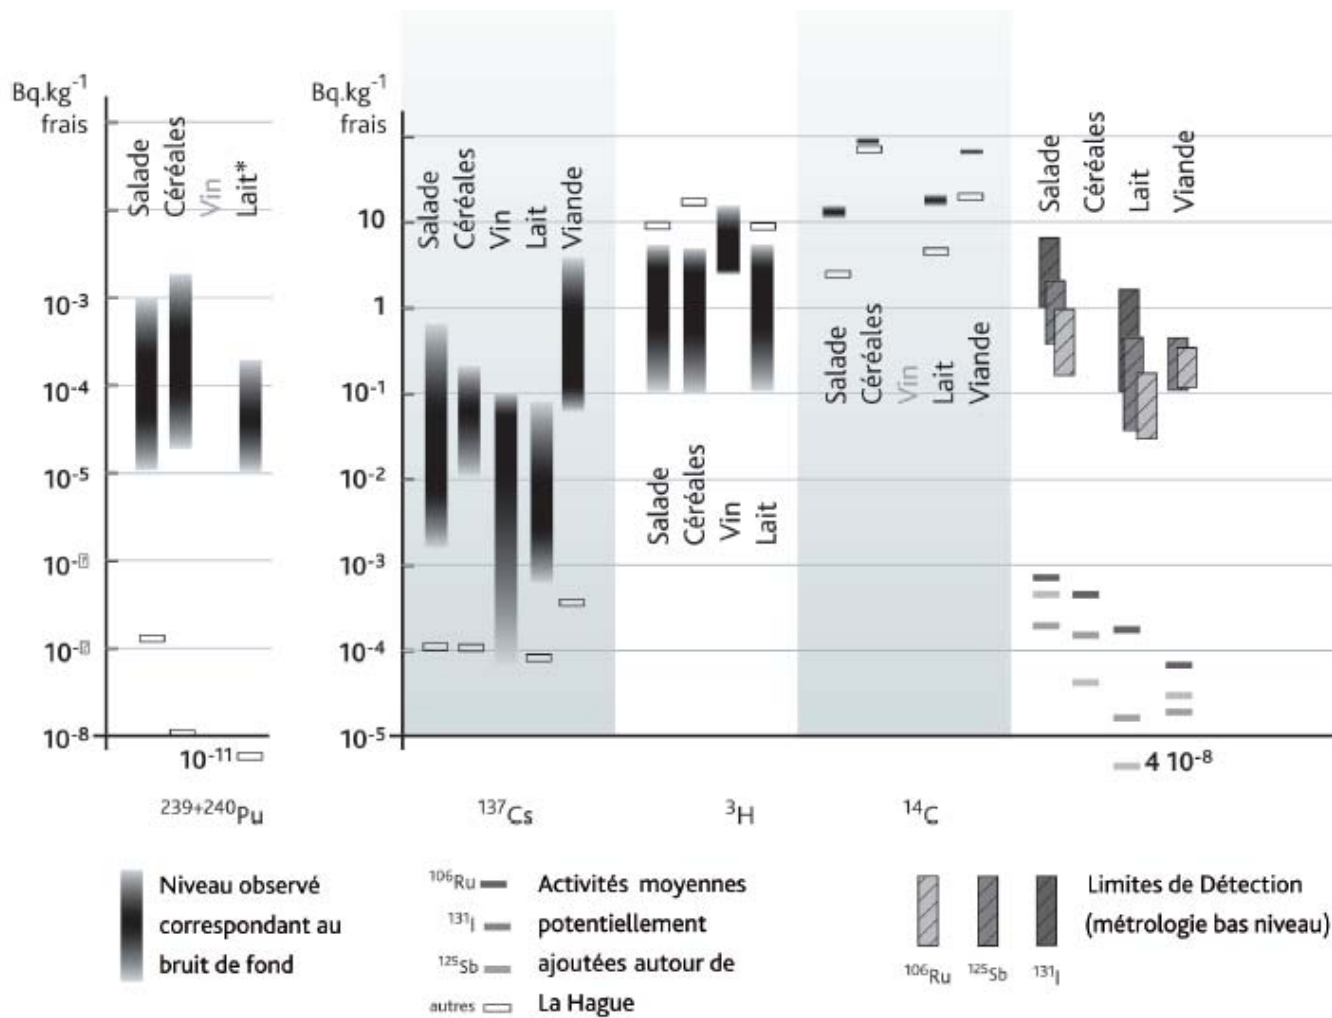 Bq.kg⁻¹
frais
Salade
Céréales
Vin
Lait*
10⁻³
10⁻⁴
10⁻⁵
10⁻
10⁻
10⁻⁸
10⁻¹¹
²³⁹⁺²⁴⁰Pu
Bq.kg⁻¹
frais
10
1
10⁻¹
10⁻²
10⁻³
10⁻⁴
10⁻⁵
Salade
Céréales
Vin
Lait
Viande
¹³⁷Cs
Salade
Céréales
Vin
Lait
³H
Salade
Céréales
Vin
Lait
Viande
¹⁴C
Salade
Céréales
Lait
Viande
4 10⁻⁸
Niveau observé
correspondant au
bruit de fond
¹⁰⁶Ru
¹³¹I
¹²⁵Sb
autres
Activités moyennes
potentiellement
ajoutées autour de
La Hague
¹⁰⁶Ru ¹²⁵Sb ¹³¹I
Limites de Détection
(métrologie bas niveau)